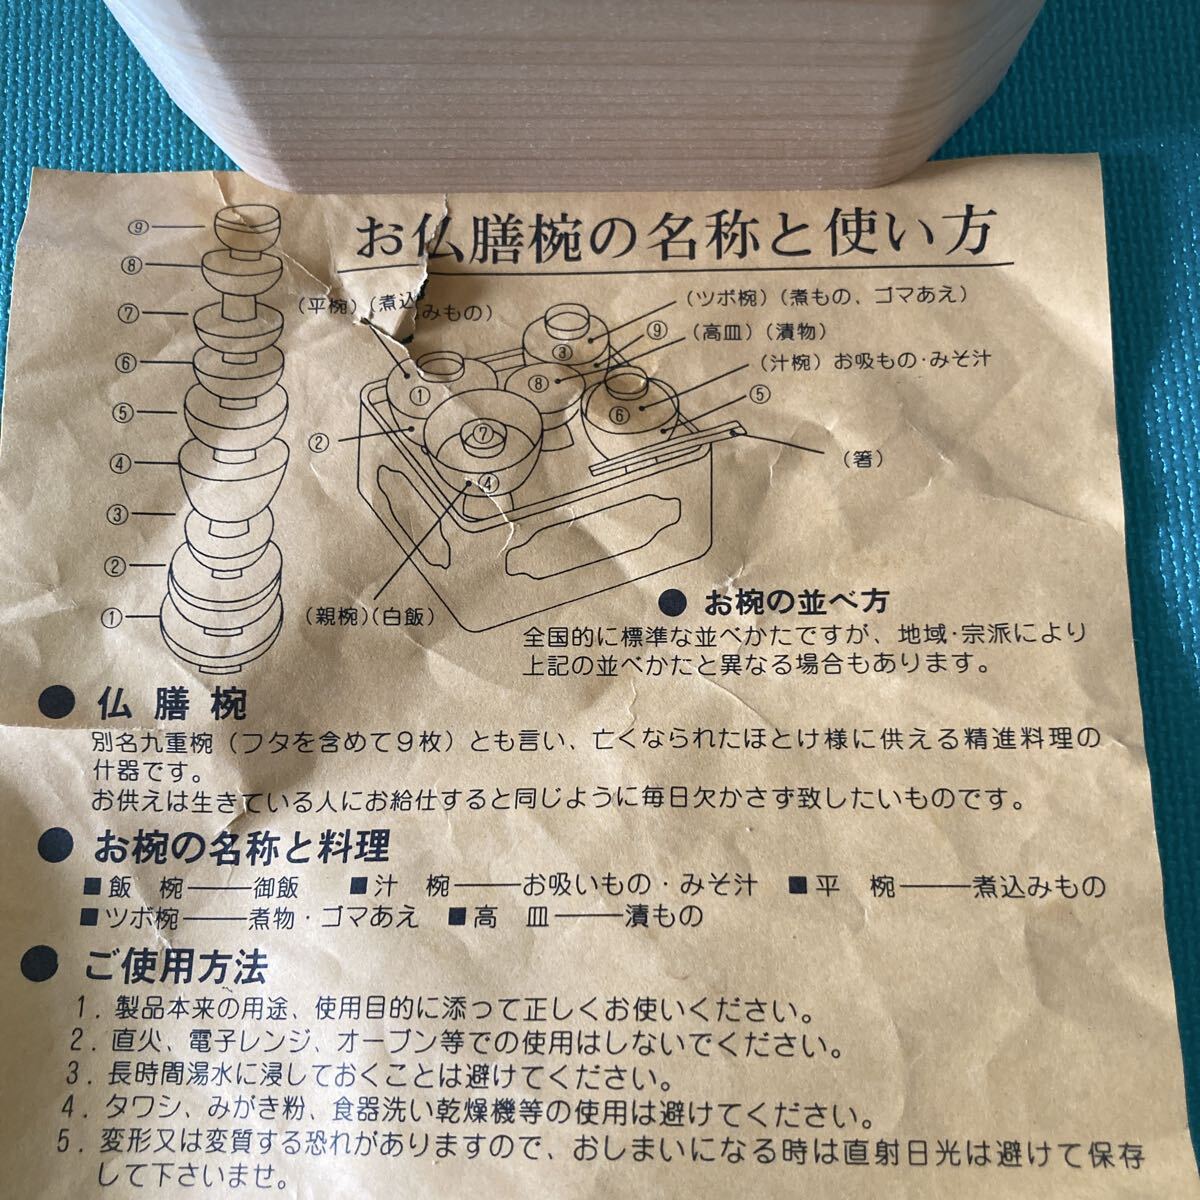 お仏膳椀の名称と使い方
⑨
⑧
⑦
⑥
⑤
④
③
②
①
(平椀)(煮込みもの)
(ツボ椀)(煮もの、ゴマあえ)
⑨
(高皿)(漬物)
(汁椀)お吸もの・みそ汁
⑤
③
⑧
①
⑥
②
⑦
④
(箸)
(親椀)(白飯)
● お椀の並べ方
全国的に標準な並べかたですが、地域・宗派により
上記の並べかたと異なる場合もあります。
● 仏膳椀
別名九重椀(フタを含めて9枚)とも言い、亡くなられたほとけ様に供える精進料理の
什器です。
お供えは生きている人にお給仕すると同じように毎日欠かさず致したいものです。
● お椀の名称と料理
■飯 椀――御飯 ■汁 椀――お吸いもの・みそ汁 ■平 椀――煮込みもの
■ツボ椀――煮物・ゴマあえ ■高 皿――漬もの
● ご使用方法
1. 製品本来の用途、使用目的に添って正しくお使いください。
2. 直火、電子レンジ、オーブン等での使用はしないでください。
3. 長時間湯水に浸しておくことは避けてください。
4. タワシ、みがき粉、食器洗い乾燥機等の使用は避けてください。
5. 変形又は変質する恐れがありますので、おしまいになる時は直射日光は避けて保存
して下さいませ。